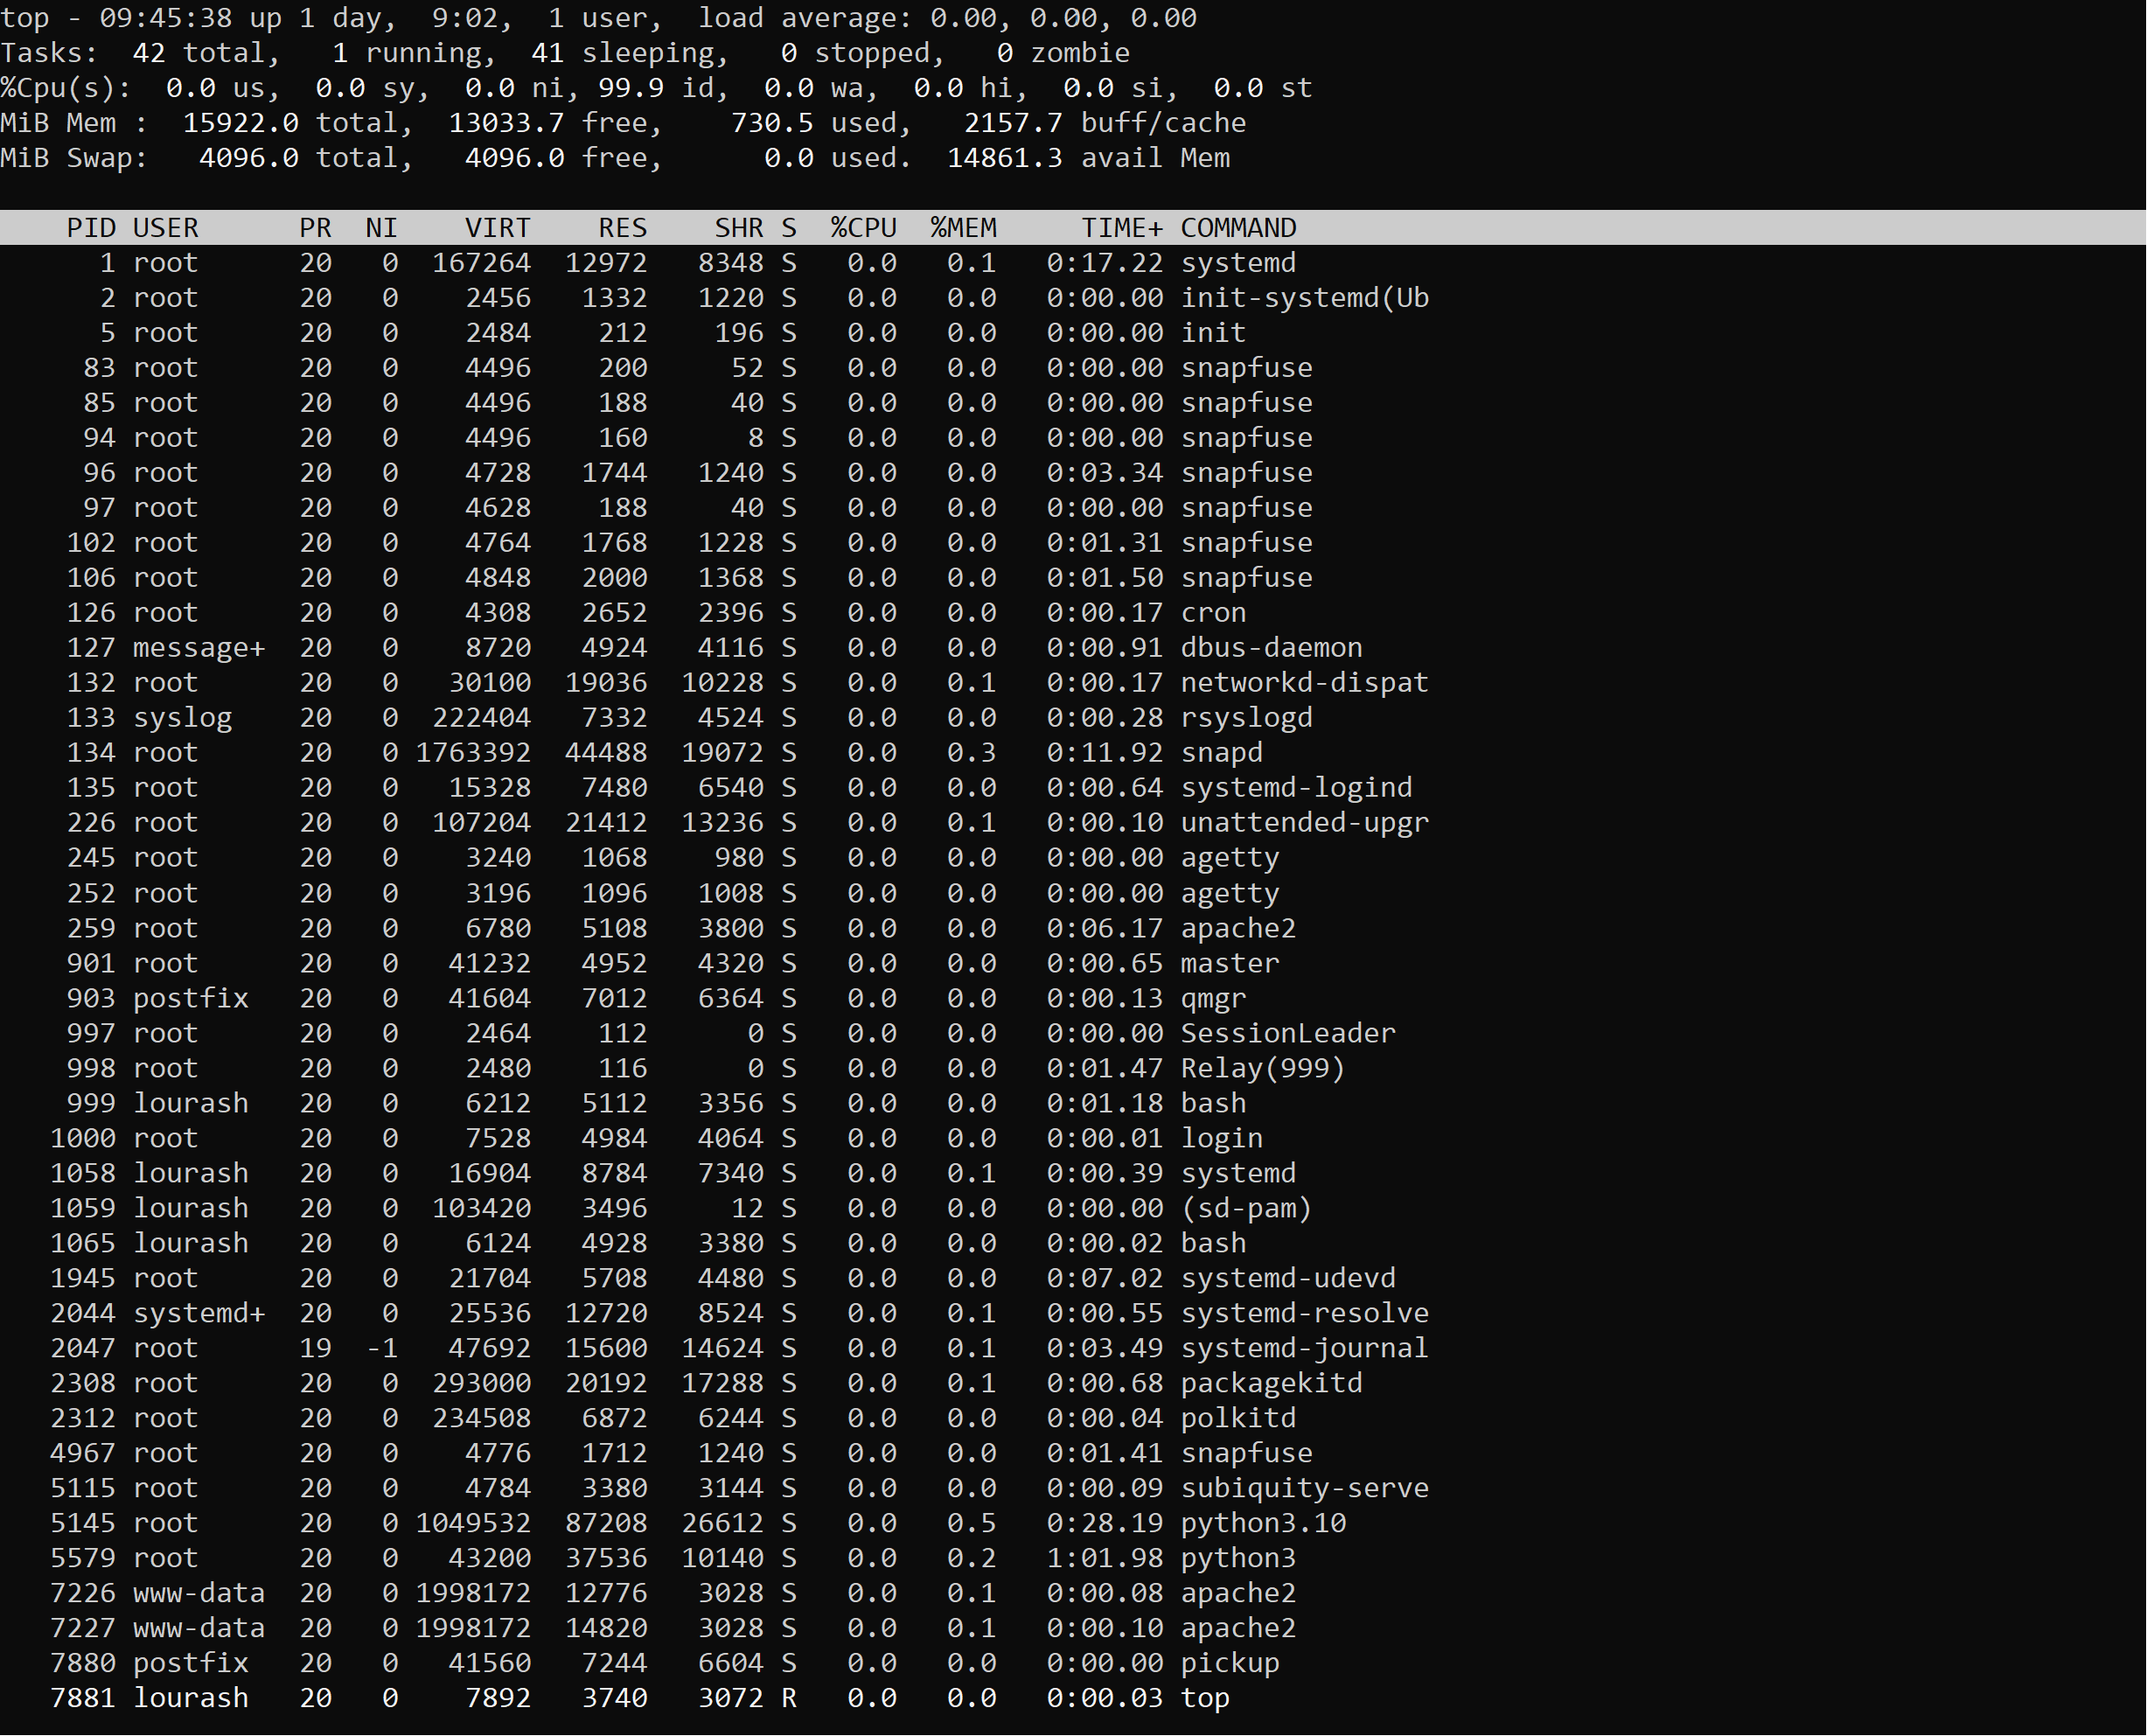 top - 09:45:38 up 1 day,  9:02,  1 user,  load average: 0.00, 0.00, 0.00
Tasks:  42 total,   1 running,  41 sleeping,   0 stopped,   0 zombie
%Cpu(s):  0.0 us,  0.0 sy,  0.0 ni, 99.9 id,  0.0 wa,  0.0 hi,  0.0 si,  0.0 st
MiB Mem :  15922.0 total,  13033.7 free,    730.5 used,   2157.7 buff/cache
MiB Swap:   4096.0 total,   4096.0 free,      0.0 used.  14861.3 avail Mem
    PID USER      PR  NI    VIRT    RES    SHR S  %CPU  %MEM     TIME+ COMMAND
      1 root      20   0  167264  12972   8348 S   0.0   0.1   0:17.22 systemd
      2 root      20   0    2456   1332   1220 S   0.0   0.0   0:00.00 init-systemd(Ub
      5 root      20   0    2484    212    196 S   0.0   0.0   0:00.00 init
     83 root      20   0    4496    200     52 S   0.0   0.0   0:00.00 snapfuse
     85 root      20   0    4496    188     40 S   0.0   0.0   0:00.00 snapfuse
     94 root      20   0    4496    160      8 S   0.0   0.0   0:00.00 snapfuse
     96 root      20   0    4728   1744   1240 S   0.0   0.0   0:03.34 snapfuse
     97 root      20   0    4628    188     40 S   0.0   0.0   0:00.00 snapfuse
    102 root      20   0    4764   1768   1228 S   0.0   0.0   0:01.31 snapfuse
    106 root      20   0    4848   2000   1368 S   0.0   0.0   0:01.50 snapfuse
    126 root      20   0    4308   2652   2396 S   0.0   0.0   0:00.17 cron
    127 message+  20   0    8720   4924   4116 S   0.0   0.0   0:00.91 dbus-daemon
    132 root      20   0   30100  19036  10228 S   0.0   0.1   0:00.17 networkd-dispat
    133 syslog    20   0  222404   7332   4524 S   0.0   0.0   0:00.28 rsyslogd
    134 root      20   0 1763392  44488  19072 S   0.0   0.3   0:11.92 snapd
    135 root      20   0   15328   7480   6540 S   0.0   0.0   0:00.64 systemd-logind
    226 root      20   0  107204  21412  13236 S   0.0   0.1   0:00.10 unattended-upgr
    245 root      20   0    3240   1068    980 S   0.0   0.0   0:00.00 agetty
    252 root      20   0    3196   1096   1008 S   0.0   0.0   0:00.00 agetty
    259 root      20   0    6780   5108   3800 S   0.0   0.0   0:06.17 apache2
    901 root      20   0   41232   4952   4320 S   0.0   0.0   0:00.65 master
    903 postfix   20   0   41604   7012   6364 S   0.0   0.0   0:00.13 qmgr
    997 root      20   0    2464    112      0 S   0.0   0.0   0:00.00 SessionLeader
    998 root      20   0    2480    116      0 S   0.0   0.0   0:01.47 Relay(999)
    999 lourash   20   0    6212   5112   3356 S   0.0   0.0   0:01.18 bash
   1000 root      20   0    7528   4984   4064 S   0.0   0.0   0:00.01 login
   1058 lourash   20   0   16904   8784   7340 S   0.0   0.1   0:00.39 systemd
   1059 lourash   20   0  103420   3496     12 S   0.0   0.0   0:00.00 (sd-pam)
   1065 lourash   20   0    6124   4928   3380 S   0.0   0.0   0:00.02 bash
   1945 root      20   0   21704   5708   4480 S   0.0   0.0   0:07.02 systemd-udevd
   2044 systemd+  20   0   25536  12720   8524 S   0.0   0.1   0:00.55 systemd-resolve
   2047 root      19  -1   47692  15600  14624 S   0.0   0.1   0:03.49 systemd-journal
   2308 root      20   0  293000  20192  17288 S   0.0   0.1   0:00.68 packagekitd
   2312 root      20   0  234508   6872   6244 S   0.0   0.0   0:00.04 polkitd
   4967 root      20   0    4776   1712   1240 S   0.0   0.0   0:01.41 snapfuse
   5115 root      20   0    4784   3380   3144 S   0.0   0.0   0:00.09 subiquity-serve
   5145 root      20   0 1049532  87208  26612 S   0.0   0.5   0:28.19 python3.10
   5579 root      20   0   43200  37536  10140 S   0.0   0.2   1:01.98 python3
   7226 www-data  20   0 1998172  12776   3028 S   0.0   0.1   0:00.08 apache2
   7227 www-data  20   0 1998172  14820   3028 S   0.0   0.1   0:00.10 apache2
   7880 postfix   20   0   41560   7244   6604 S   0.0   0.0   0:00.00 pickup
   7881 lourash   20   0    7892   3740   3072 R   0.0   0.0   0:00.03 top